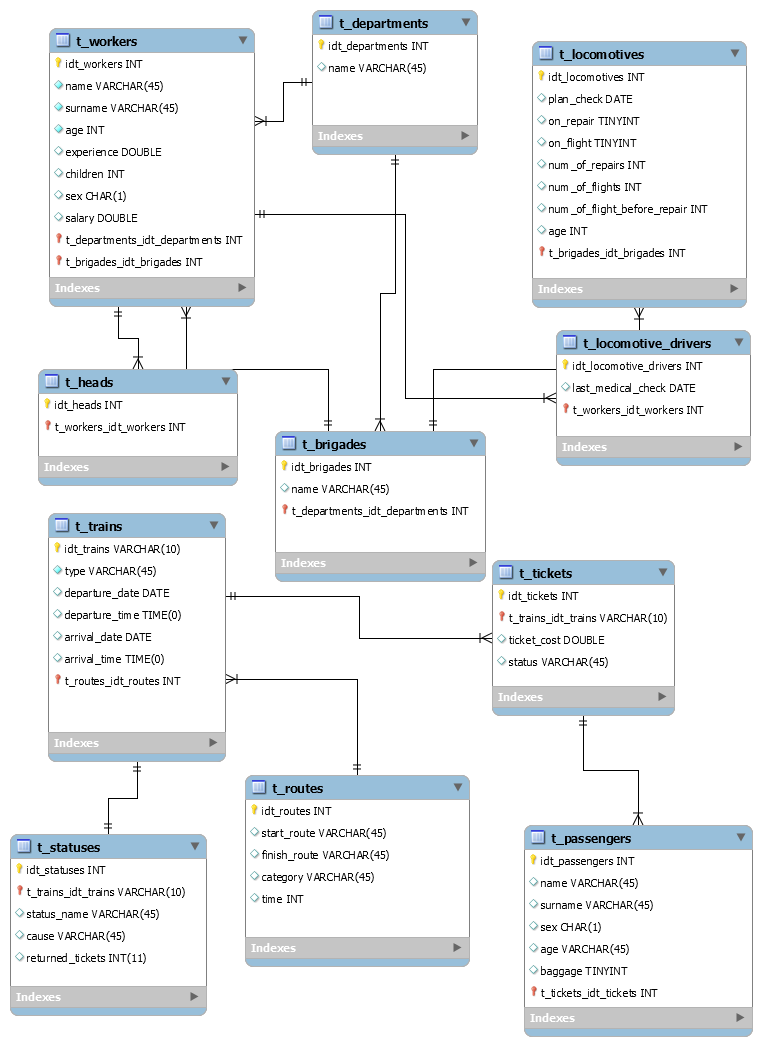 t_workers
idt_workers INT
name VARCHAR(45)
surname VARCHAR(45)
age INT
experience DOUBLE
children INT
sex CHAR(1)
salary DOUBLE
t_departments_idt_departments INT
t_brigades_idt_brigades INT
Indexes
t_departments
idt_departments INT
name VARCHAR(45)
Indexes
t_locomotives
idt_locomotives INT
plan_check DATE
on_repair TINYINT
on_flight TINYINT
num_of_repairs INT
num_of_flights INT
num_of_flight_before_repair INT
age INT
t_brigades_idt_brigades INT
Indexes
t_heads
idt_heads INT
t_workers_idt_workers INT
Indexes
t_locomotive_drivers
idt_locomotive_drivers INT
last_medical_check DATE
t_workers_idt_workers INT
Indexes
t_brigades
idt_brigades INT
name VARCHAR(45)
t_departments_idt_departments INT
Indexes
t_trains
idt_trains VARCHAR(10)
type VARCHAR(45)
departure_date DATE
departure_time TIME(0)
arrival_date DATE
arrival_time TIME(0)
t_routes_idt_routes INT
Indexes
t_tickets
idt_tickets INT
t_trains_idt_trains VARCHAR(10)
ticket_cost DOUBLE
status VARCHAR(45)
Indexes
t_routes
idt_routes INT
start_route VARCHAR(45)
finish_route VARCHAR(45)
category VARCHAR(45)
time INT
Indexes
t_statuses
idt_statuses INT
t_trains_idt_trains VARCHAR(10)
status_name VARCHAR(45)
cause VARCHAR(45)
returned_tickets INT(11)
Indexes
t_passengers
idt_passengers INT
name VARCHAR(45)
surname VARCHAR(45)
sex CHAR(1)
age VARCHAR(45)
baggage TINYINT
t_tickets_idt_tickets INT
Indexes